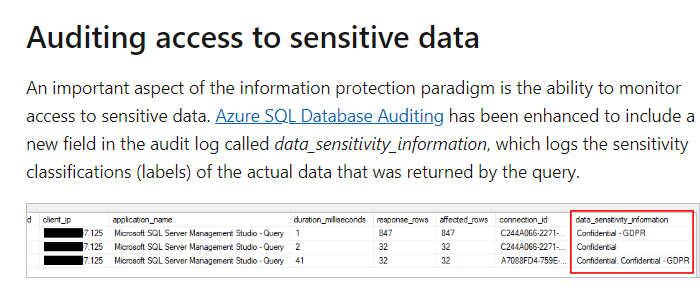 Auditing access to sensitive data
An important aspect of the information protection paradigm is the ability to monitor
access to sensitive data. Azure SQL Database Auditing has been enhanced to include a
new field in the audit log called data_sensitivity_information, which logs the sensitivity
classifications (labels) of the actual data that was returned by the query.
d client_ip application_name duration_milliseconds response_rows affected_rows connection_id data_sensitivity_information
7.125 Microsoft SQL Server Management Studio - Query 1 847 847 C244A066-2271-... Confidential - GDPR
7.125 Microsoft SQL Server Management Studio - Query 2 32 32 C244A066-2271-... Confidential
7.125 Microsoft SQL Server Management Studio - Query 41 32 32 A7088FD4-759E-... Confidential, Confidential - GDPR